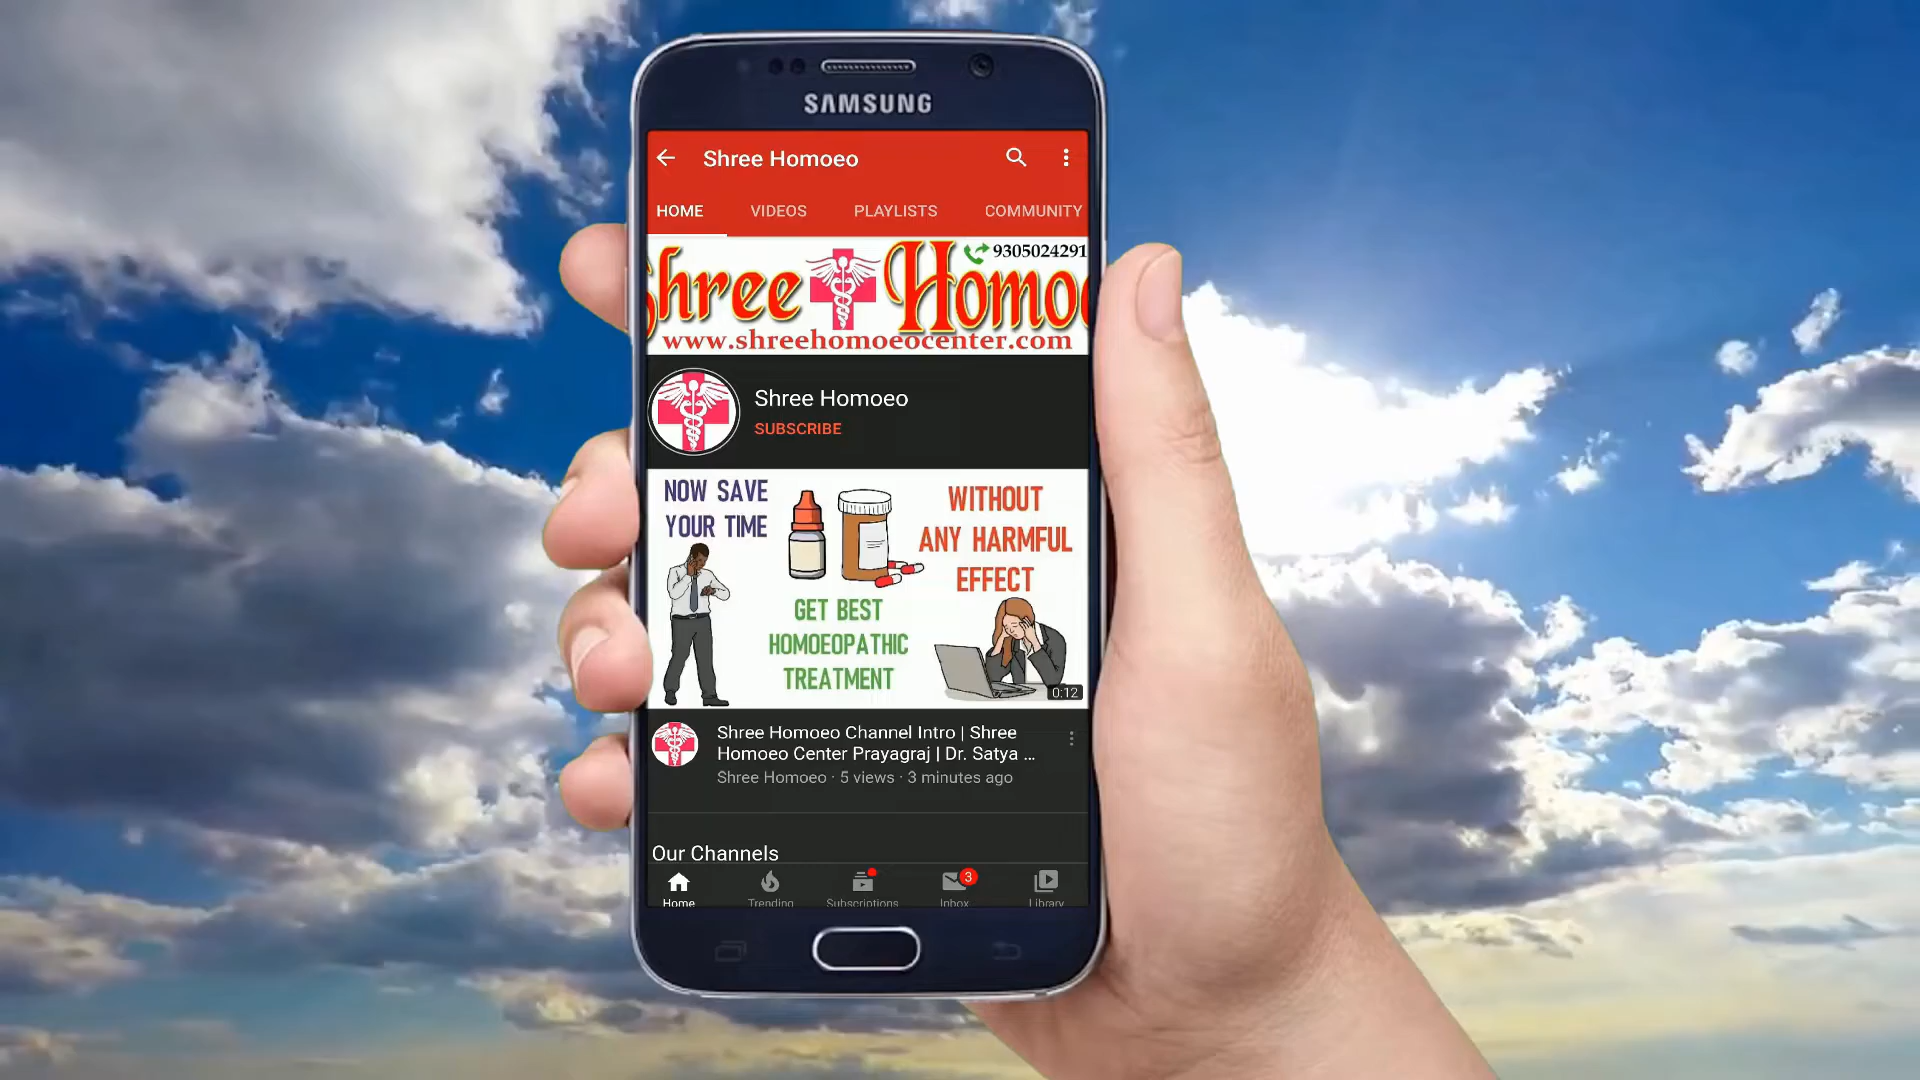 SAMSUNG
Shree Homoeo
HOME VIDEOS PLAYLISTS COMMUNITY
9305024291
Shree Homoe
www.shreehomoeocenter.com
Shree Homoeo
SUBSCRIBE
NOW SAVE
YOUR TIME
WITHOUT
ANY HARMFUL
EFFECT
GET BEST
HOMOEOPATHIC
TREATMENT
0:12
Shree Homoeo Channel Intro | Shree
Homoeo Center Prayagraj | Dr. Satya ...
Shree Homoeo · 5 views · 3 minutes ago
Our Channels
3
Home Trending Subscriptions Inbox Library